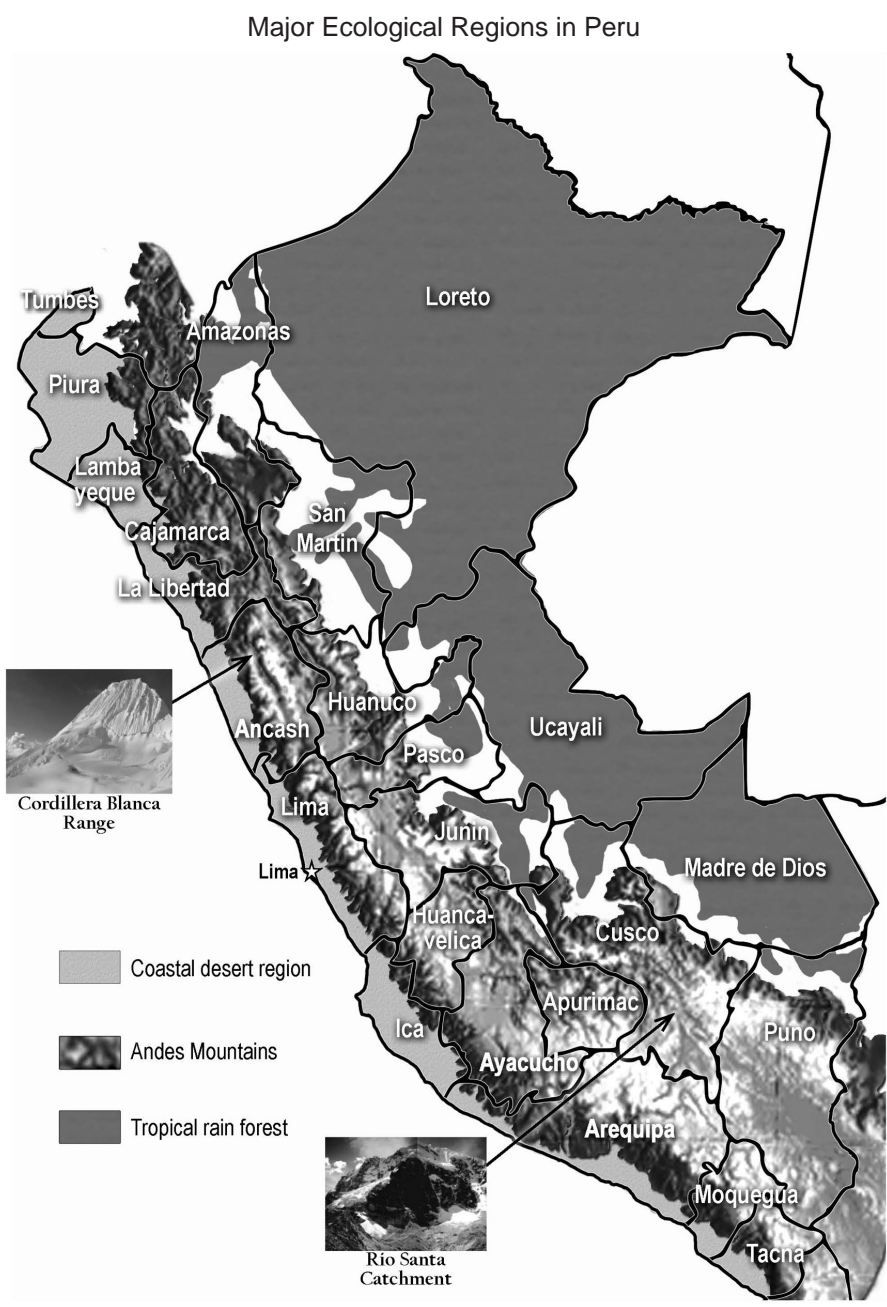 Major Ecological Regions in Peru
Loreto
Tumbes
Amazonas
Piura
Lamba
yeque
San
Martin
Cajamarca
La Libertad
Huanuco
Ancash
Ucayali
Pasco
Cordillera Blanca
Range
Lima
Junin
Lima
Madre de Dios
Huanca-
velica
Cusco
Coastal desert region
Apurimac
Ica
Puno
Andes Mountains
Ayacucho
Tropical rain forest
Arequipa
Moquegua
Tacna
Rio Santa
Catchment